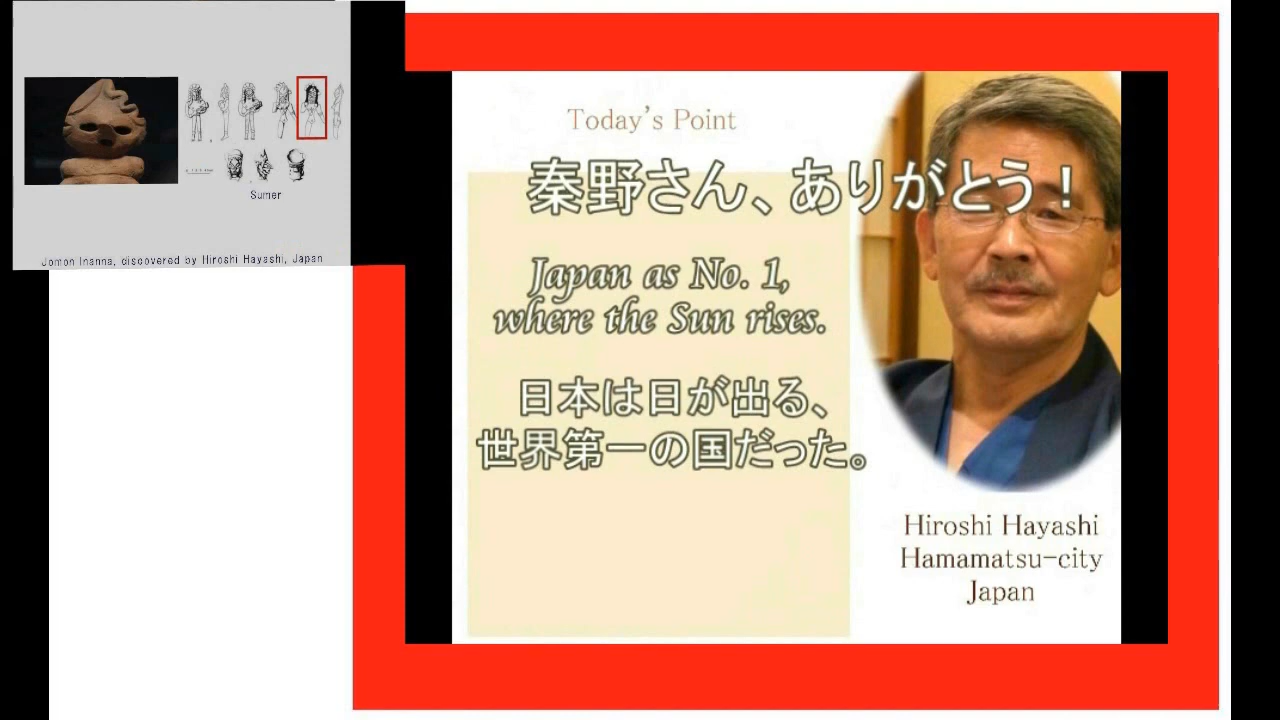 Sumer
Jomon Inanna, discovered by Hiroshi Hayashi, Japan
Today's Point
秦野さん、ありがとう！
Japan as No. 1,
where the Sun rises.
日本は日が出る、
世界第一の国だった。
Hiroshi Hayashi
Hamamatsu-city
Japan